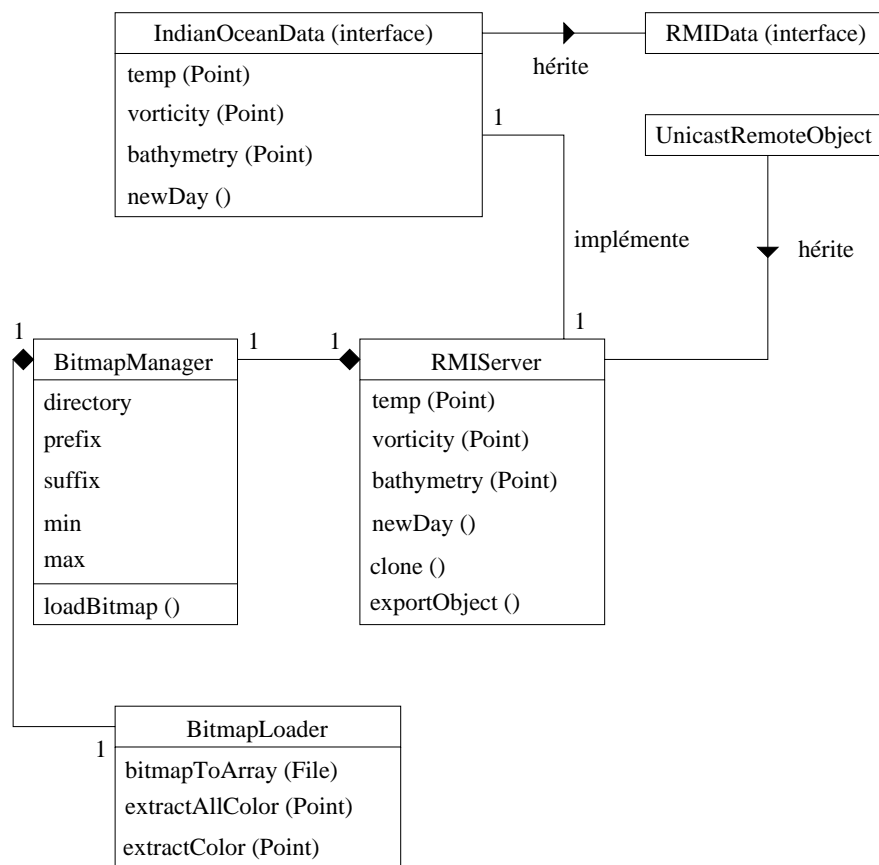 IndianOceanData (interface)
temp (Point)
vorticity (Point)
bathymetry (Point)
newDay ()
hérite
RMIData (interface)
1
UnicastRemoteObject
implémente
hérite
1
1
BitmapManager
directory
prefix
suffix
min
max
loadBitmap ()
1
1
RMIServer
temp (Point)
vorticity (Point)
bathymetry (Point)
newDay ()
clone ()
exportObject ()
1
BitmapLoader
bitmapToArray (File)
extractAllColor (Point)
extractColor (Point)